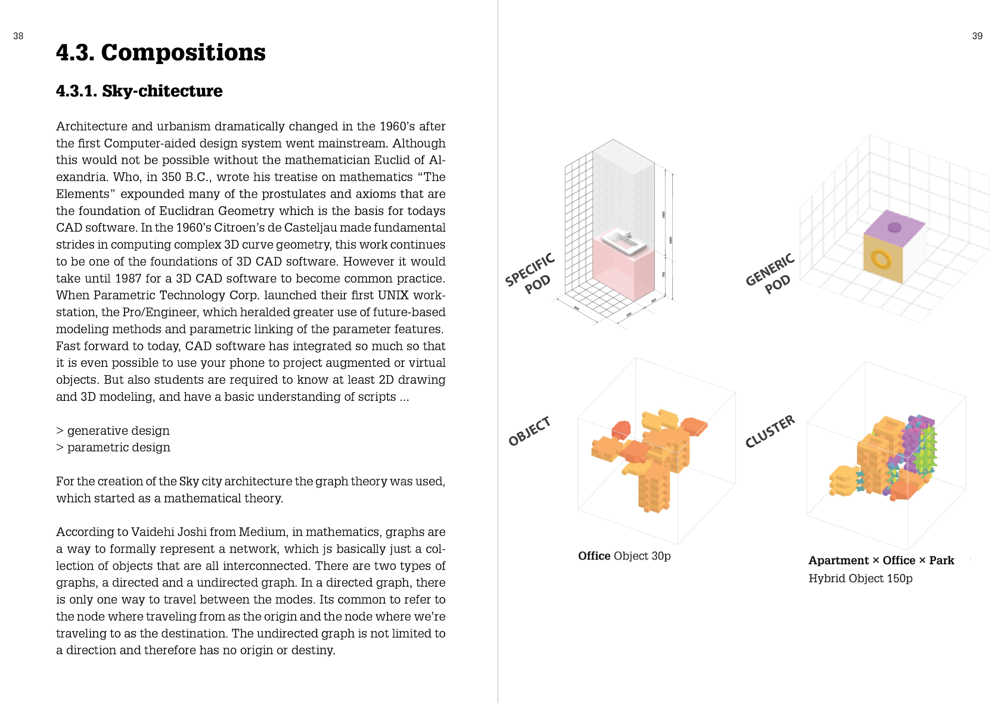 38
4.3. Compositions
4.3.1. Sky-chitecture
Architecture and urbanism dramatically changed in the 1960’s after
the first Computer-aided design system went mainstream. Although
this would not be possible without the mathematician Euclid of Al-
exandria. Who, in 350 B.C., wrote his treatise on mathematics “The
Elements” expounded many of the prostulates and axioms that are
the foundation of Euclidran Geometry which is the basis for todays
CAD software. In the 1960’s Citroen’s de Casteljau made fundamental
strides in computing complex 3D curve geometry, this work continues
to be one of the foundations of 3D CAD software. However it would
take until 1987 for a 3D CAD software to become common practice.
When Parametric Technology Corp. launched their first UNIX work-
station, the Pro/Engineer, which heralded greater use of future-based
modeling methods and parametric linking of the parameter features.
Fast forward to today, CAD software has integrated so much so that
it is even possible to use your phone to project augmented or virtual
objects. But also students are required to know at least 2D drawing
and 3D modeling, and have a basic understanding of scripts ...
> generative design
> parametric design
For the creation of the Sky city architecture the graph theory was used,
which started as a mathematical theory.
According to Vaidehi Joshi from Medium, in mathematics, graphs are
a way to formally represent a network, which js basically just a col-
lection of objects that are all interconnected. There are two types of
graphs, a directed and a undirected graph. In a directed graph, there
is only one way to travel between the modes. Its common to refer to
the node where traveling from as the origin and the node where we’re
traveling to as the destination. The undirected graph is not limited to
a direction and therefore has no origin or destiny.
39
SPECIFIC
POD
1650
2400
750
450
600
900
GENERIC
POD
OBJECT
Office Object 30p
CLUSTER
Apartment × Office × Park
Hybrid Object 150p